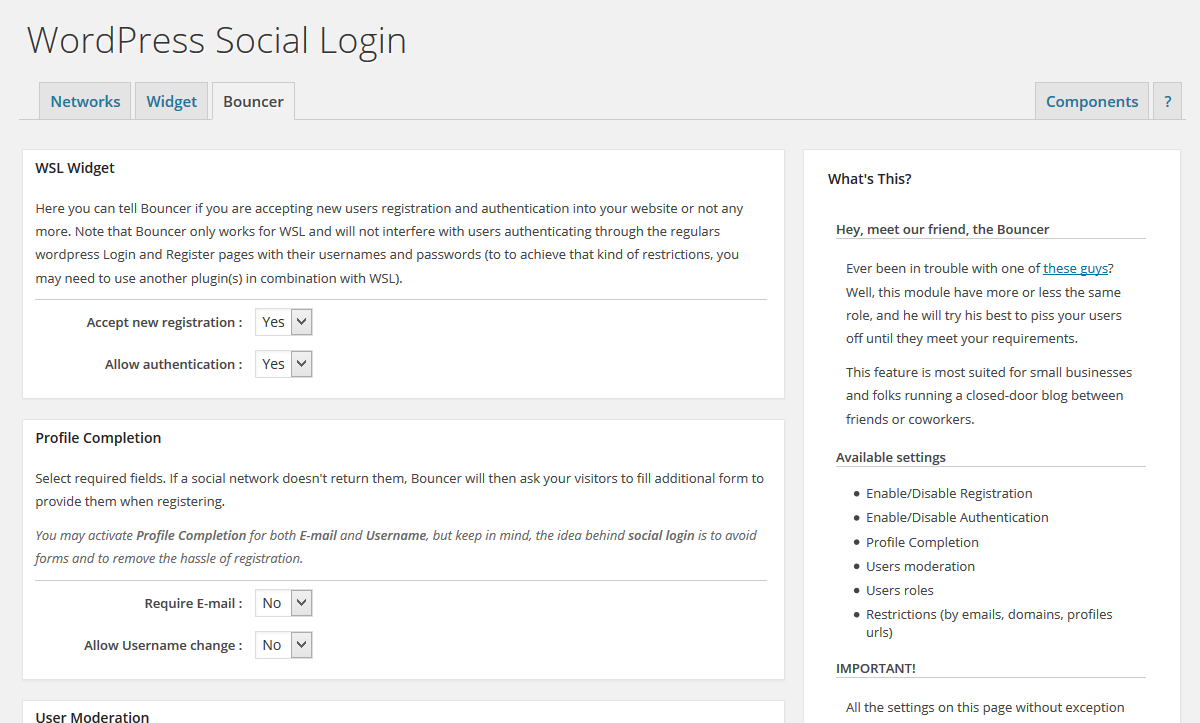 WordPress Social Login
Networks
Widget
Bouncer
Components
?
WSL Widget
Here you can tell Bouncer if you are accepting new users registration and authentication into your website or not any
more. Note that Bouncer only works for WSL and will not interfere with users authenticating through the regulars
wordpress Login and Register pages with their usernames and passwords (to to achieve that kind of restrictions, you
may need to use another plugin(s) in combination with WSL).
Accept new registration : Yes
Allow authentication : Yes
Profile Completion
Select required fields. If a social network doesn't return them, Bouncer will then ask your visitors to fill additional form to
provide them when registering.
You may activate Profile Completion for both E-mail and Username, but keep in mind, the idea behind social login is to avoid
forms and to remove the hassle of registration.
Require E-mail : No
Allow Username change : No
User Moderation
What's This?
Hey, meet our friend, the Bouncer
Ever been in trouble with one of these guys?
Well, this module have more or less the same
role, and he will try his best to piss your users
off until they meet your requirements.
This feature is most suited for small businesses
and folks running a closed-door blog between
friends or coworkers.
Available settings
• Enable/Disable Registration
• Enable/Disable Authentication
• Profile Completion
• Users moderation
• Users roles
• Restrictions (by emails, domains, profiles
urls)
IMPORTANT!
All the settings on this page without exception